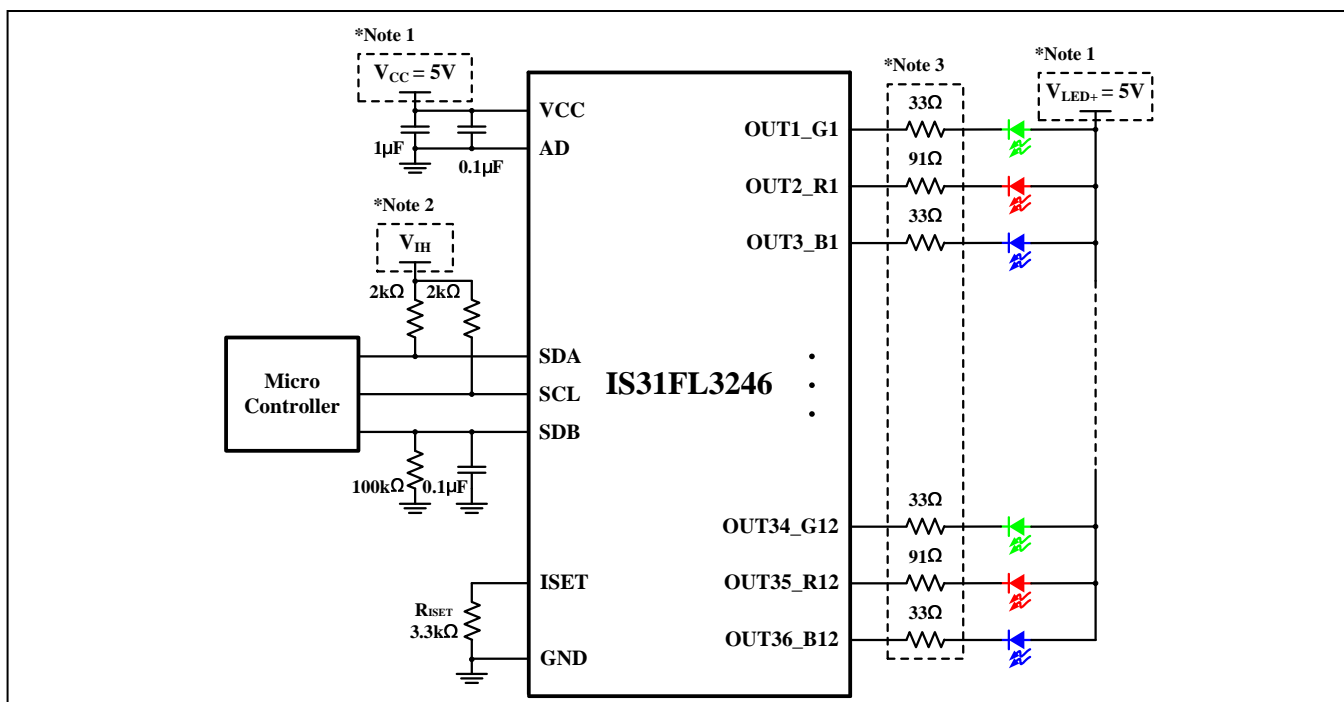 *Note 1
VCC = 5V
1μF
0.1μF
*Note 2
VIH
2kΩ 2kΩ
Micro
Controller
100kΩ 0.1μF
RISET
3.3kΩ
VCC
AD
SDA
SCL
SDB
ISET
GND
IS31FL3246
OUT1_G1
OUT2_R1
OUT3_B1
OUT34_G12
OUT35_R12
OUT36_B12
*Note 3
33Ω
91Ω
33Ω
33Ω
91Ω
33Ω
*Note 1
VLED+ = 5V